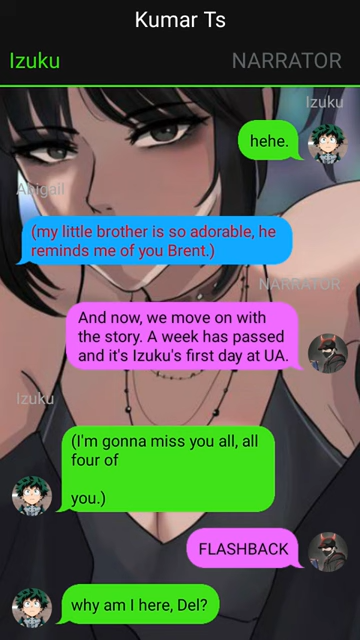 Kumar Ts
Izuku NARRATOR
Izuku
hehe.
Abigail
(my little brother is so adorable, he
reminds me of you Brent.)
NARRATOR
And now, we move on with
the story. A week has passed
and it's Izuku's first day at UA.
Izuku
(I'm gonna miss you all, all
four of
you.)
FLASHBACK
why am I here, Del?